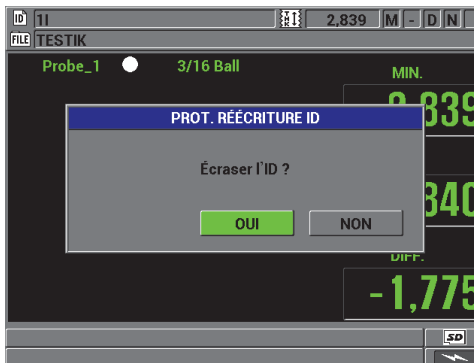 ID 1I 2,839 M - D N
FILE TESTIK
Probe_1 3/16 Ball
MIN.
PROT. RÉÉCRITURE ID
Écraser l'ID ?
OUI NON
DIFF.
-1,775
SD